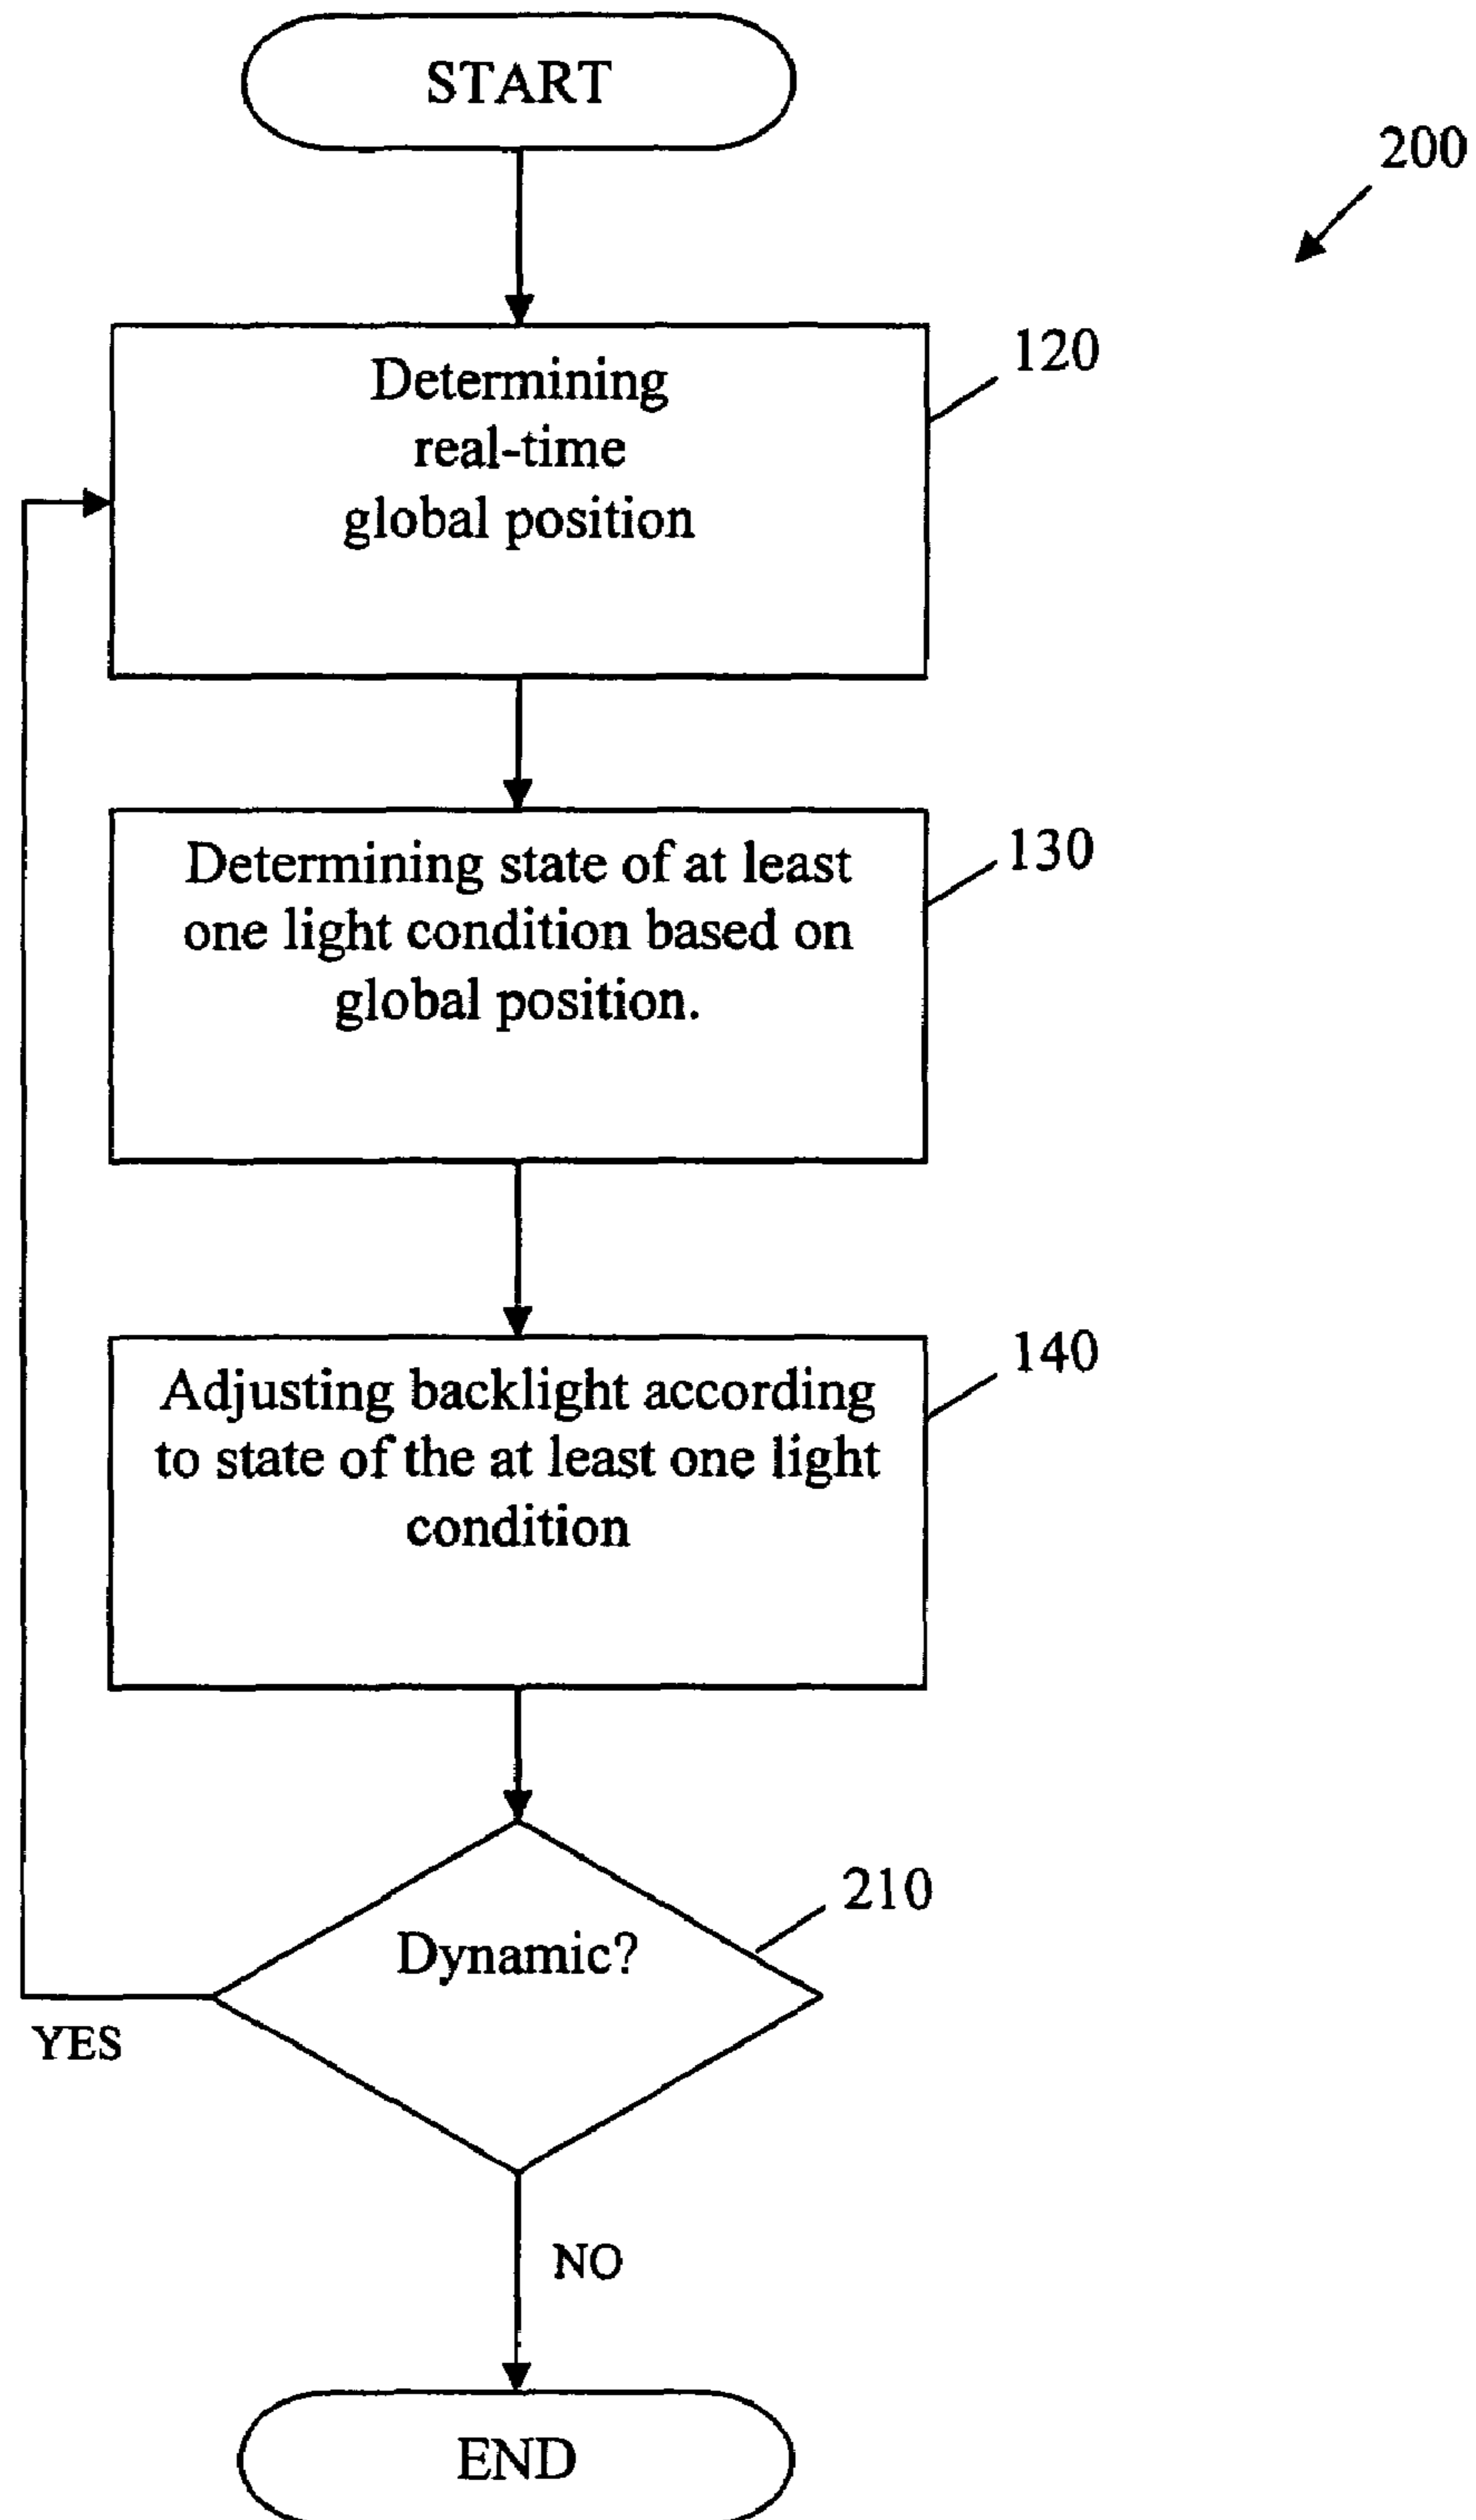 START
200
120
Determining
real-time
global position
130
Determining state of at least
one light condition based on
global position.
140
Adjusting backlight according
to state of the at least one light
condition
210
Dynamic?
YES
NO
END